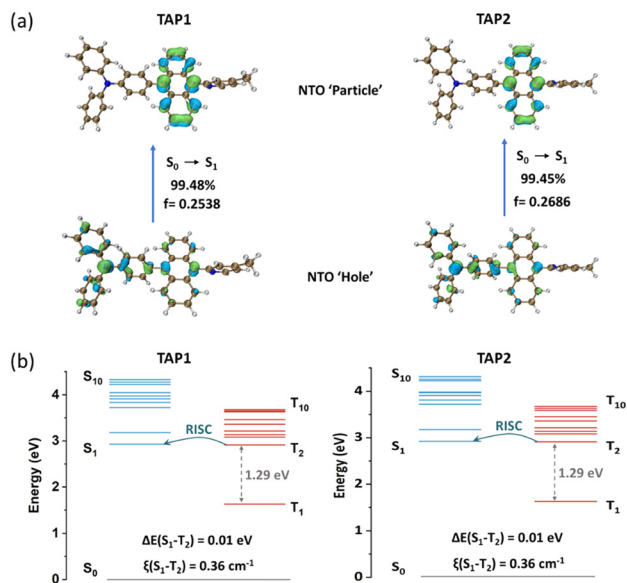 (a)
TAP1
TAP2
NTO 'Particle'
S₀ → S₁
99.48%
f= 0.2538
S₀ → S₁
99.45%
f= 0.2686
NTO 'Hole'
(b)
TAP1
TAP2
Energy (eV)
5
4
3
2
1
0
S₁₀
S₁
S₀
RISC
T₁₀
T₂
T₁
1.29 eV
ΔE(S₁-T₂) = 0.01 eV
ξ(S₁-T₂) = 0.36 cm⁻¹
Energy (eV)
5
4
3
2
1
0
S₁₀
S₁
S₀
RISC
T₁₀
T₂
T₁
1.29 eV
ΔE(S₁-T₂) = 0.01 eV
ξ(S₁-T₂) = 0.36 cm⁻¹